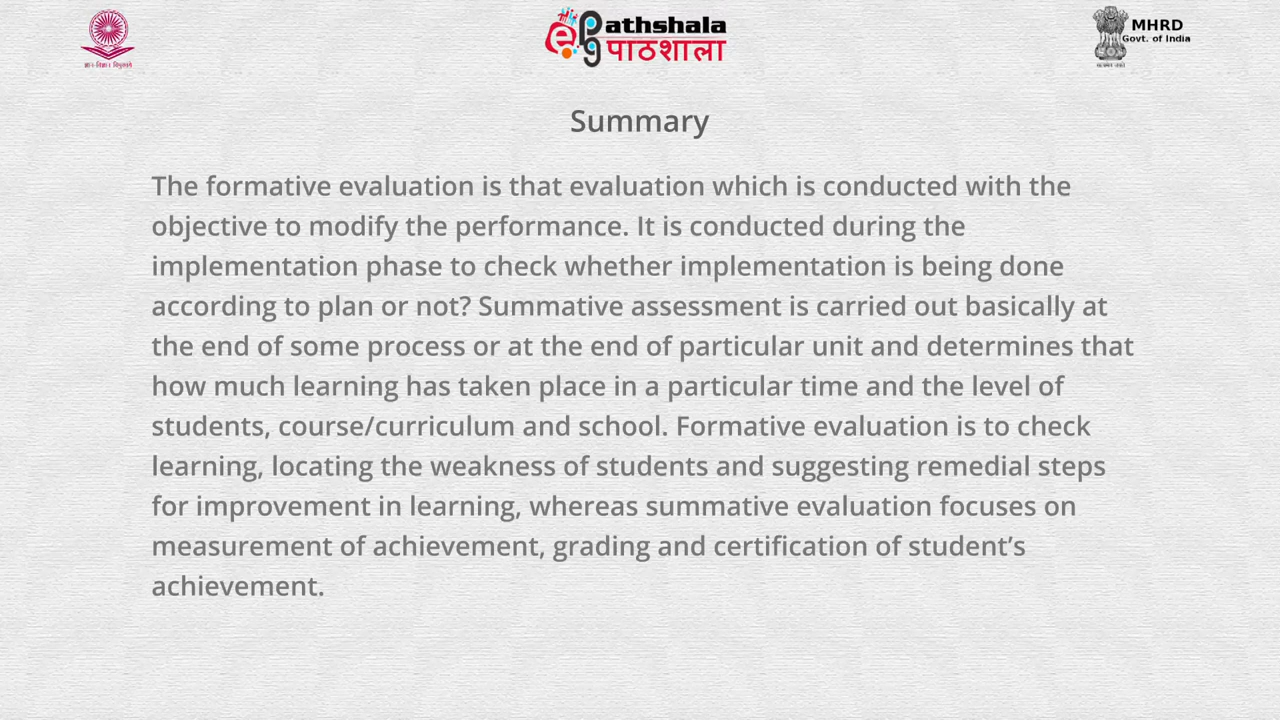 ज्ञान-विज्ञान विमुक्तये
ePathshala
पाठशाला
MHRD
Govt. of India
सत्यमेव जयते
Summary
The formative evaluation is that evaluation which is conducted with the
objective to modify the performance. It is conducted during the
implementation phase to check whether implementation is being done
according to plan or not? Summative assessment is carried out basically at
the end of some process or at the end of particular unit and determines that
how much learning has taken place in a particular time and the level of
students, course/curriculum and school. Formative evaluation is to check
learning, locating the weakness of students and suggesting remedial steps
for improvement in learning, whereas summative evaluation focuses on
measurement of achievement, grading and certification of student’s
achievement.